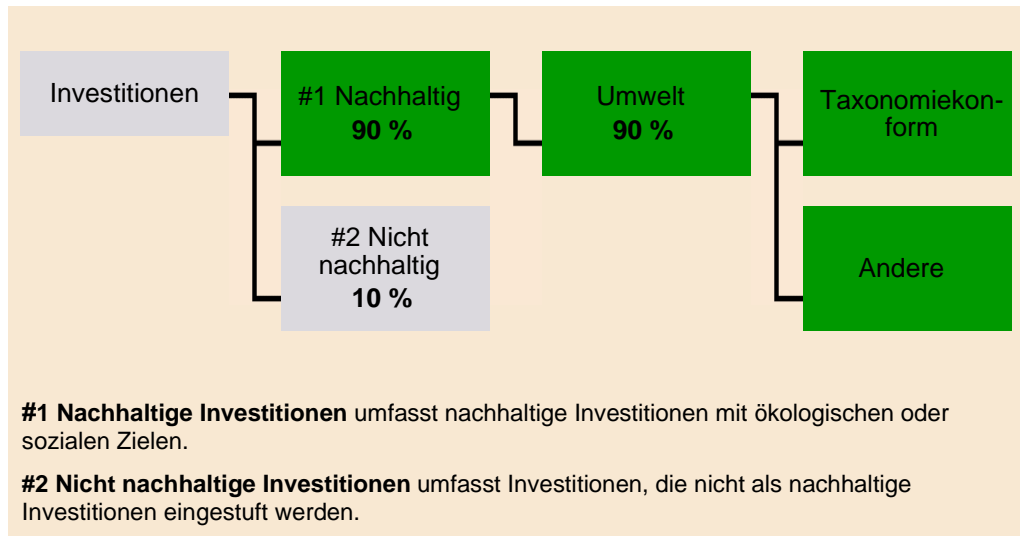 Investitionen
#1 Nachhaltig
90 %
Umwelt
90 %
Taxonomiekon-
form
#2 Nicht
nachhaltig
10 %
Andere
#1 Nachhaltige Investitionen umfasst nachhaltige Investitionen mit ökologischen oder
sozialen Zielen.
#2 Nicht nachhaltige Investitionen umfasst Investitionen, die nicht als nachhaltige
Investitionen eingestuft werden.